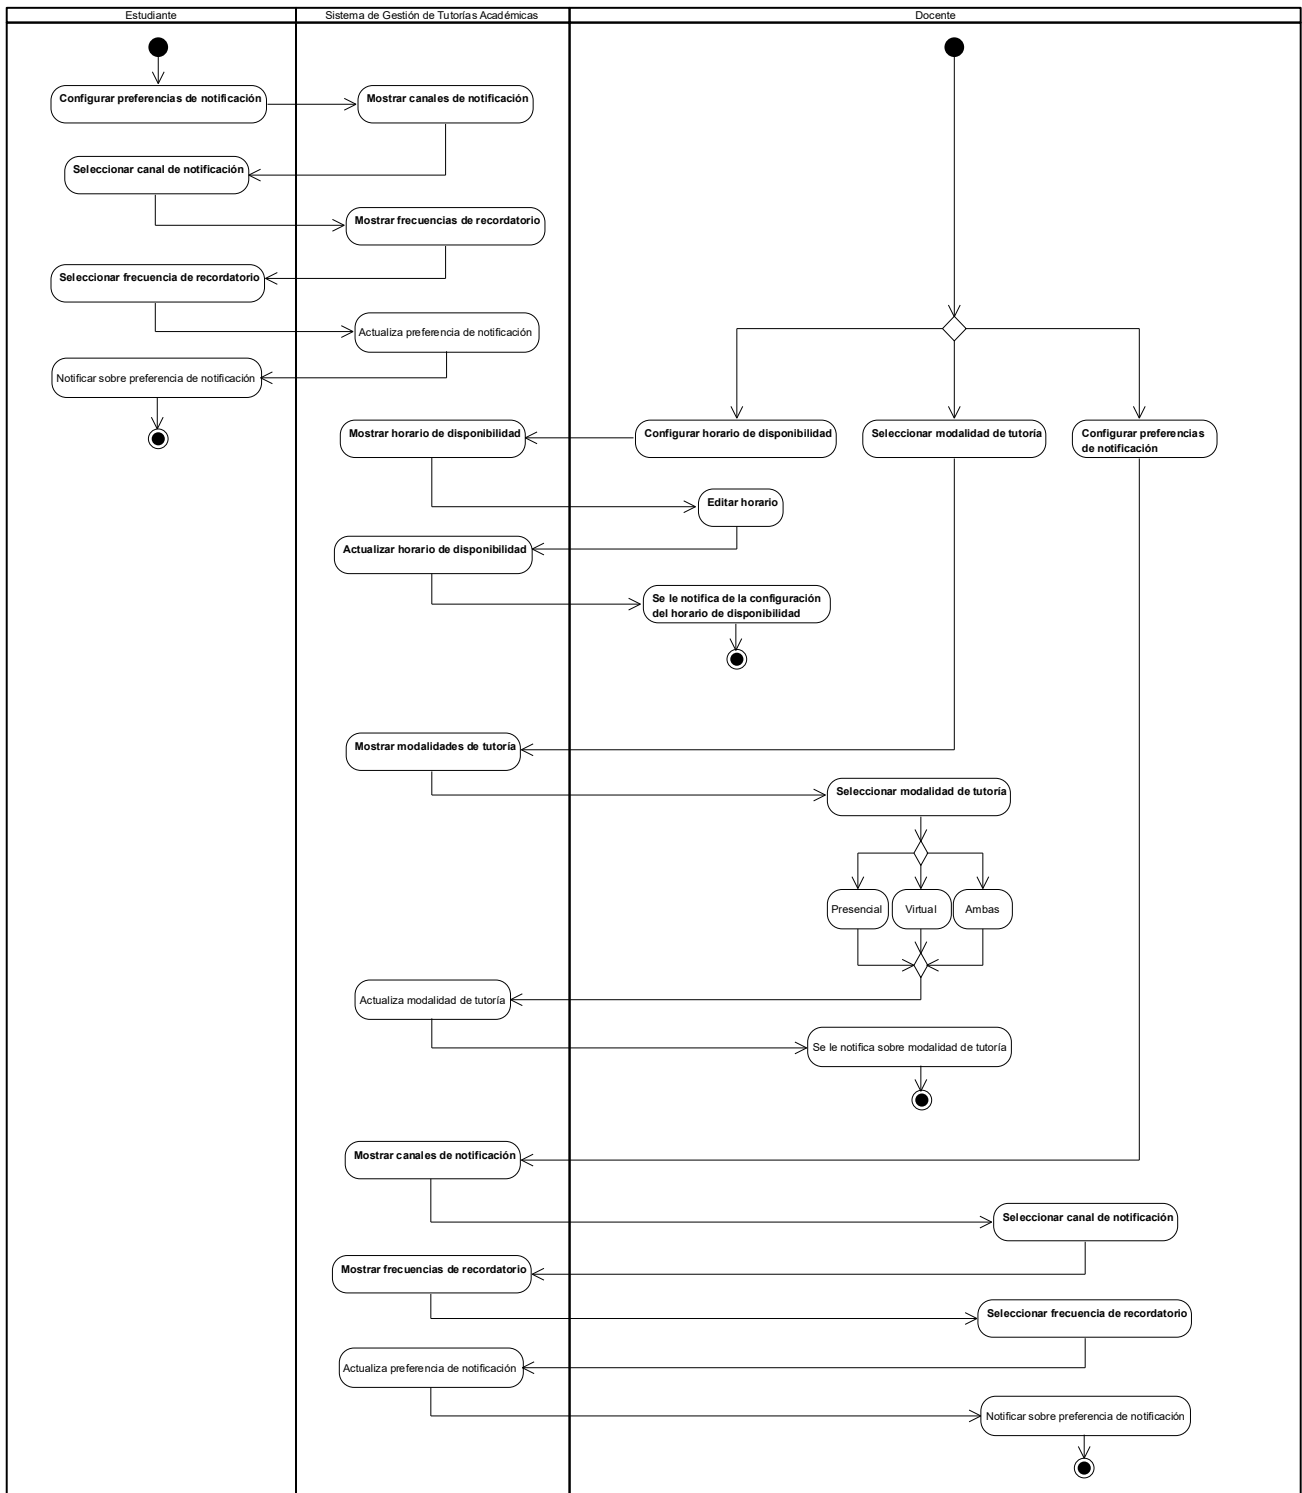 Estudiante
Sistema de Gestión de Tutorías Académicas
Docente
Configurar preferencias de notificación
Mostrar canales de notificación
Seleccionar canal de notificación
Mostrar frecuencias de recordatorio
Seleccionar frecuencia de recordatorio
Actualiza preferencia de notificación
Notificar sobre preferencia de notificación
Mostrar horario de disponibilidad
Configurar horario de disponibilidad
Seleccionar modalidad de tutoría
Configurar preferencias
de notificación
Editar horario
Actualizar horario de disponibilidad
Se le notifica de la configuración
del horario de disponibilidad
Mostrar modalidades de tutoría
Seleccionar modalidad de tutoría
Presencial
Virtual
Ambas
Actualiza modalidad de tutoría
Se le notifica sobre modalidad de tutoría
Mostrar canales de notificación
Seleccionar canal de notificación
Mostrar frecuencias de recordatorio
Seleccionar frecuencia de recordatorio
Actualiza preferencia de notificación
Notificar sobre preferencia de notificación